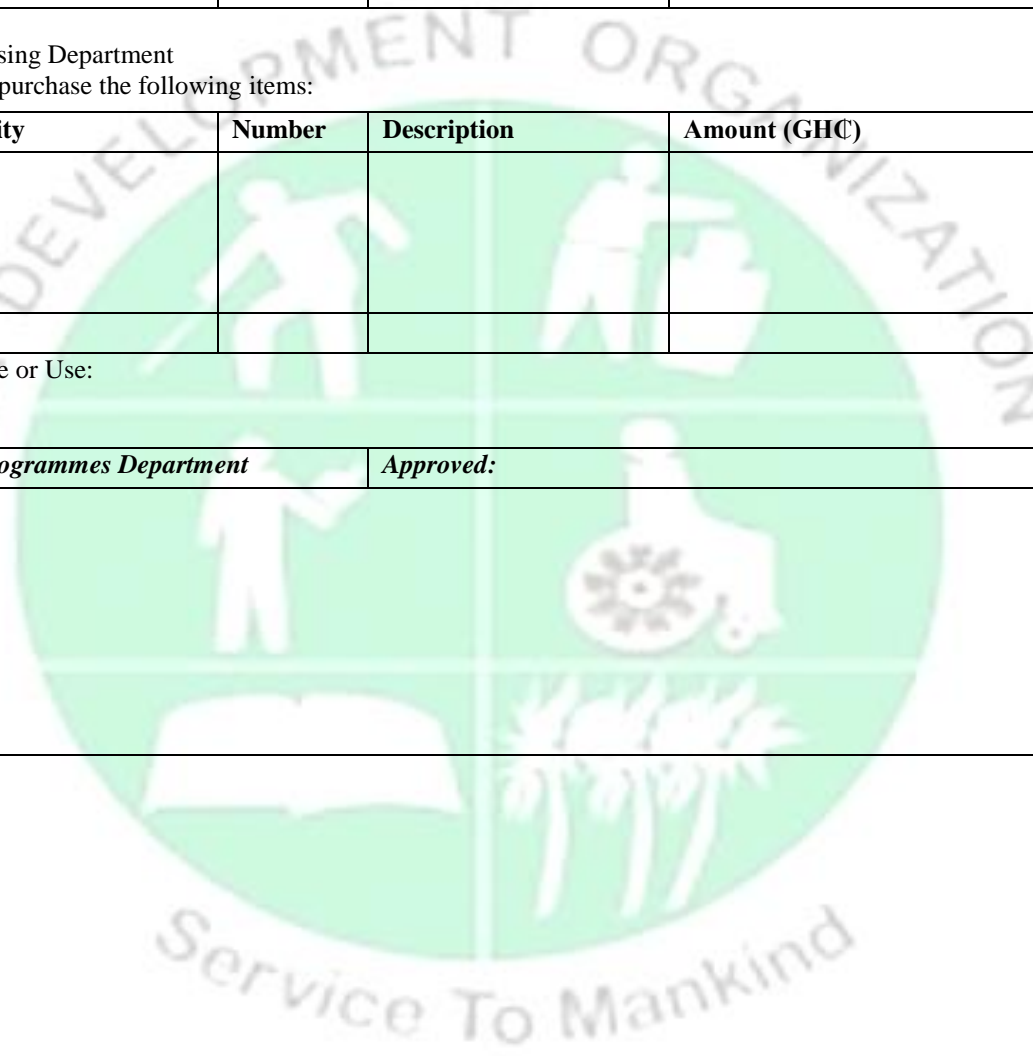 DEVELOPMENT ORGANIZATION
sing Department
purchase the following items:
ity Number Description Amount (GH₵)
e or Use:
ogrammes Department Approved:
Service To Mankind